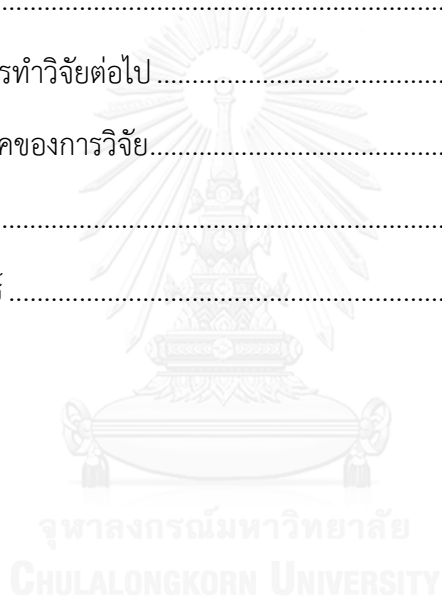 ............................................................
รทำวิจัยต่อไป ............................................
คของการวิจัย............................................
............................................................
์ ............................................................
จุฬาลงกรณ์มหาวิทยาลัย
CHULALONGKORN UNIVERSITY